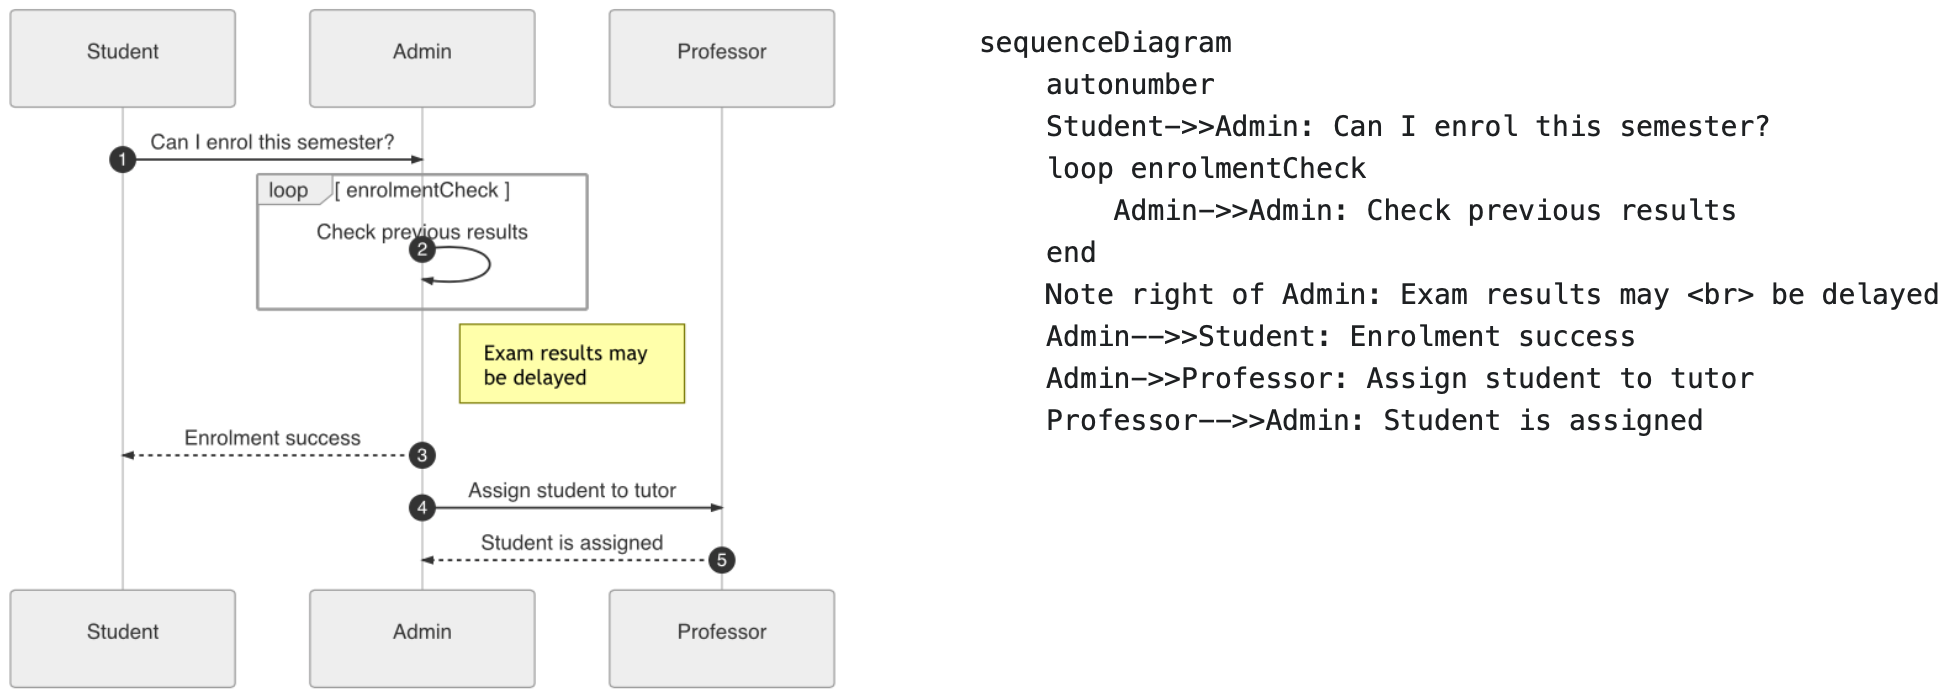 Student
Admin
Professor
Can I enrol this semester?
1
loop
[ enrolmentCheck ]
Check previous results
2
Exam results may
be delayed
Enrolment success
3
Assign student to tutor
4
Student is assigned
5
Student
Admin
Professor
sequenceDiagram
autonumber
Student->>Admin: Can I enrol this semester?
loop enrolmentCheck
Admin->>Admin: Check previous results
end
Note right of Admin: Exam results may <br> be delayed
Admin-->>Student: Enrolment success
Admin->>Professor: Assign student to tutor
Professor-->>Admin: Student is assigned